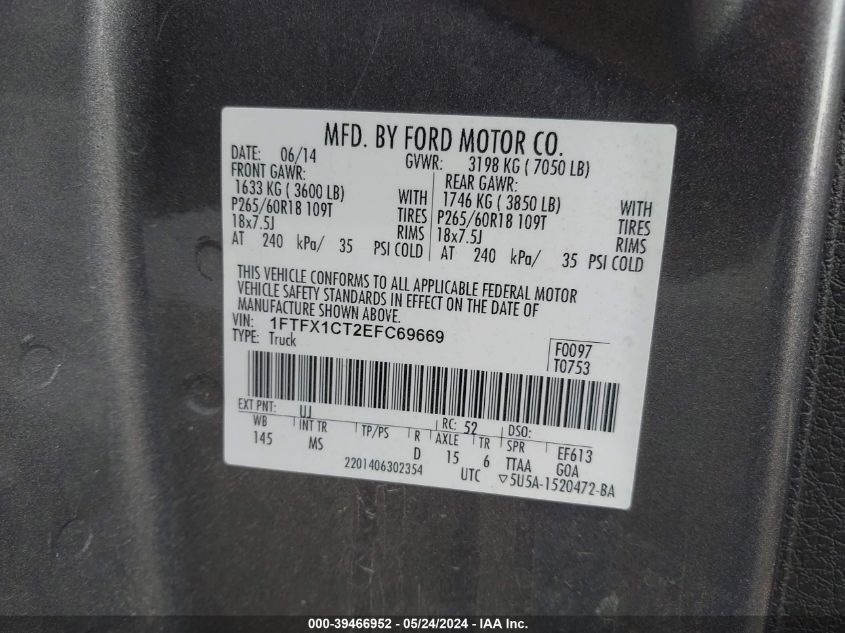 MFD. BY FORD MOTOR CO.
DATE: 06/14 GVWR: 3198 KG ( 7050 LB)
FRONT GAWR: REAR GAWR:
1633 KG ( 3600 LB) WITH 1746 KG ( 3850 LB) WITH
P265/60R18 109T TIRES P265/60R18 109T TIRES
18x7.5J RIMS 18x7.5J RIMS
AT 240 kPa/ 35 PSI COLD AT 240 kPa/ 35 PSI COLD
THIS VEHICLE CONFORMS TO ALL APPLICABLE FEDERAL MOTOR
VEHICLE SAFETY STANDARDS IN EFFECT ON THE DATE OF
MANUFACTURE SHOWN ABOVE.
VIN: 1FTFX1CT2EFC69669
TYPE: Truck
F0097
T0753
EXT PNT: UJ RC: 52 DSO:
WB INT TR TP/PS R AXLE TR SPR EF613
145 MS D 15 6 TTAA GOA
2201406302354 UTC ▽5U5A-1520472-BA
000-39466952 - 05/24/2024 - IAA Inc.